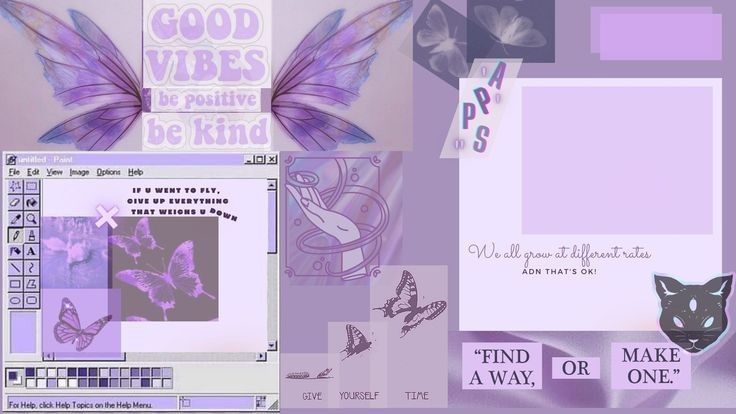 GOOD
VIBES
be positive
be kind
"APPS"
untitled - Paint
File Edit View Image Options Help
IF U WENT TO FLY,
GIVE UP EVERYTHING
THAT WEIGHS U DOWN
A
For Help, click Help Topics on the Help Menu.
GIVE YOURSELF TIME
We all grow at different rates
ADN THAT'S OK!
“FIND
A WAY,
OR
MAKE
ONE.”